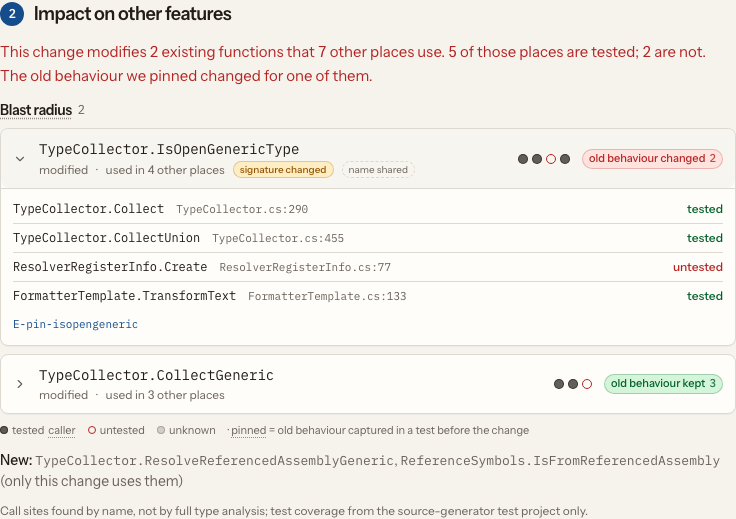 2 Impact on other features
This change modifies 2 existing functions that 7 other places use. 5 of those places are tested; 2 are not.
The old behaviour we pinned changed for one of them.
Blast radius 2
TypeCollector.IsOpenGenericType
modified · used in 4 other places signature changed name shared
old behaviour changed 2
TypeCollector.Collect TypeCollector.cs:290 tested
TypeCollector.CollectUnion TypeCollector.cs:455 tested
ResolverRegisterInfo.Create ResolverRegisterInfo.cs:77 untested
FormatterTemplate.TransformText FormatterTemplate.cs:133 tested
E-pin-isopengeneric
TypeCollector.CollectGeneric
modified · used in 3 other places
old behaviour kept 3
tested caller untested unknown · pinned = old behaviour captured in a test before the change
New: TypeCollector.ResolveReferencedAssemblyGeneric, ReferenceSymbols.IsFromReferencedAssembly
(only this change uses them)
Call sites found by name, not by full type analysis; test coverage from the source-generator test project only.